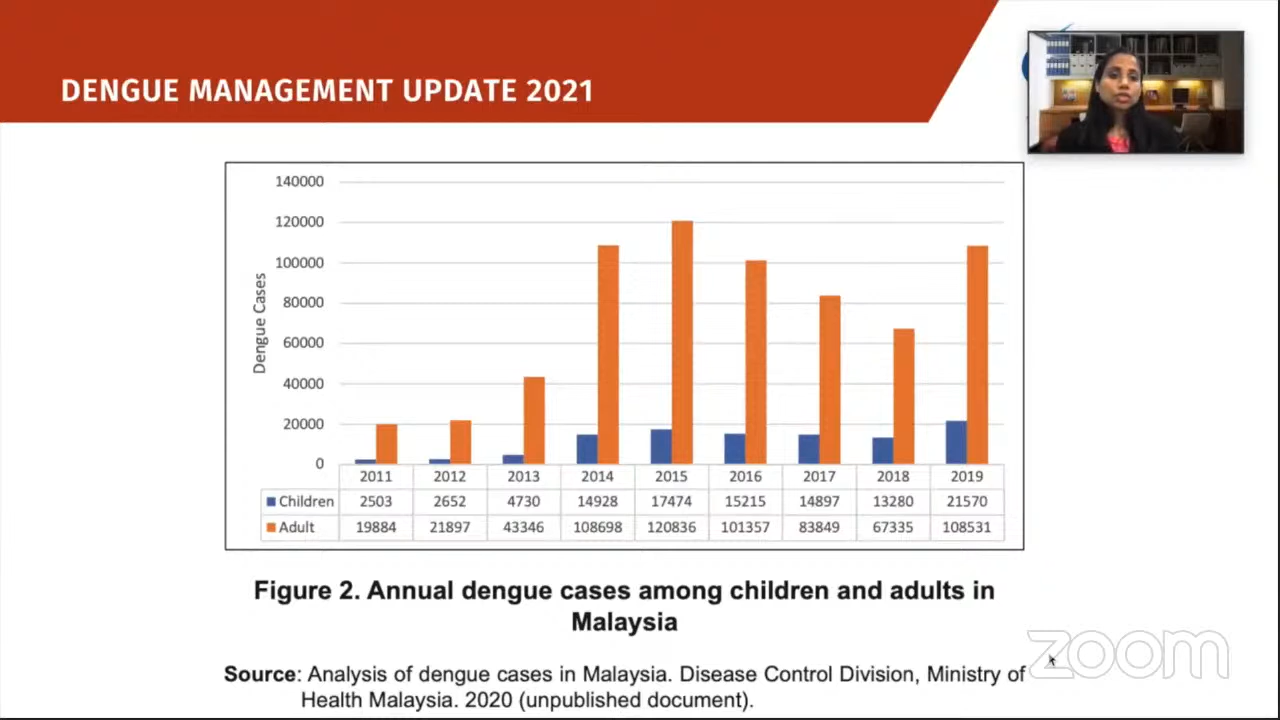 DENGUE MANAGEMENT UPDATE 2021
140000
120000
100000
80000
60000
40000
20000
0
Dengue Cases
2011 2012 2013 2014 2015 2016 2017 2018 2019
Children 2503 2652 4730 14928 17474 15215 14897 13280 21570
Adult 19884 21897 43346 108698 120836 101357 83849 67335 108531
Figure 2. Annual dengue cases among children and adults in
Malaysia
Source: Analysis of dengue cases in Malaysia. Disease Control Division, Ministry of
Health Malaysia. 2020 (unpublished document).
zoom